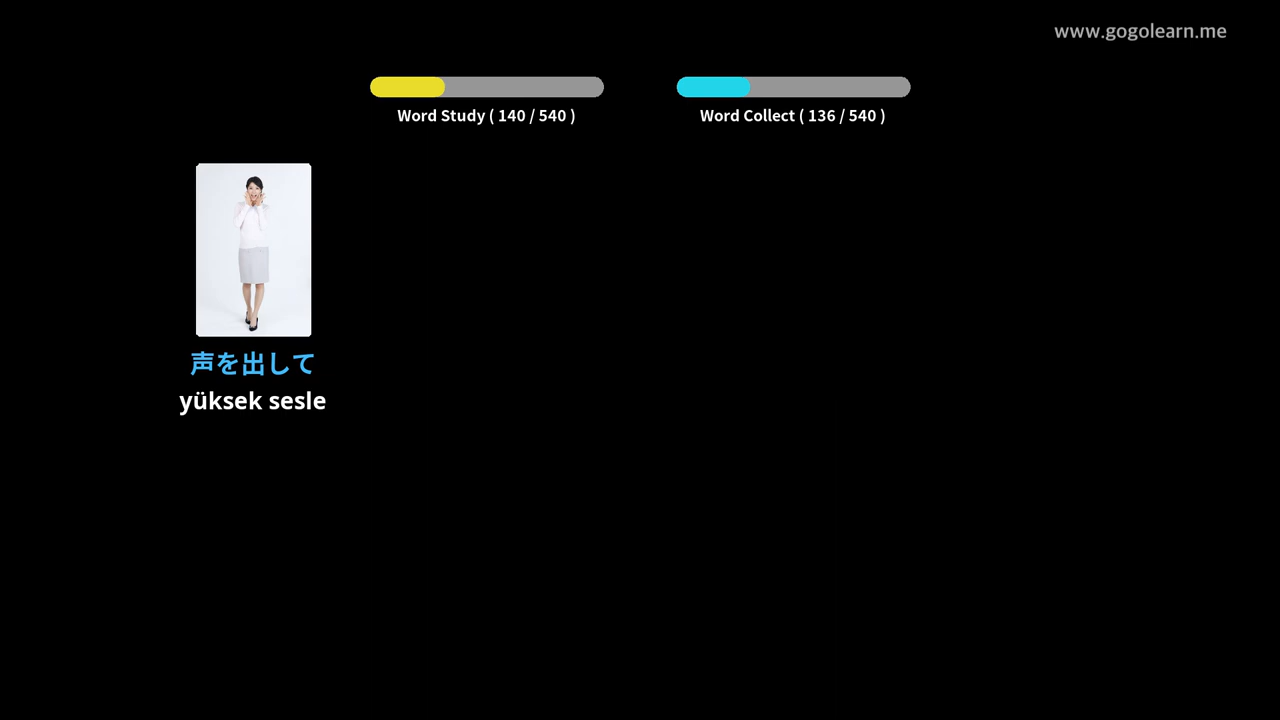 www.gogolearn.me
Word Study ( 140 / 540 )
Word Collect ( 136 / 540 )
声を出して
yüksek sesle